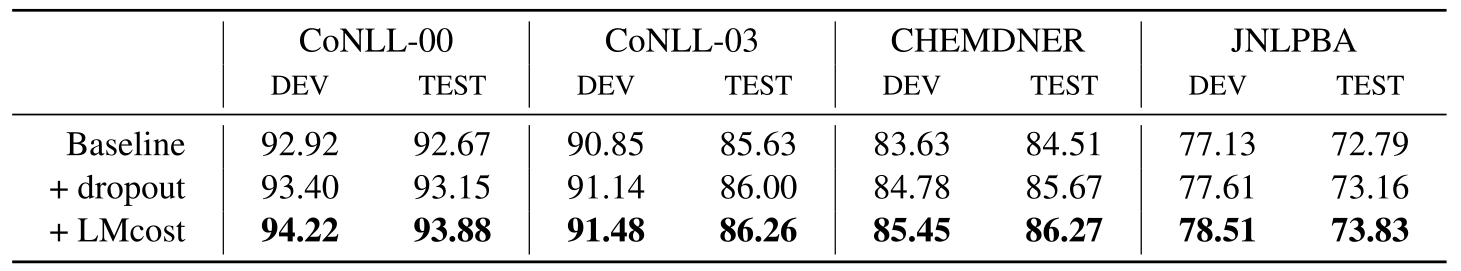 CoNLL-00 CoNLL-03 CHEMDNER JNLPBA
DEV TEST DEV TEST DEV TEST DEV TEST
Baseline 92.92 92.67 90.85 85.63 83.63 84.51 77.13 72.79
+ dropout 93.40 93.15 91.14 86.00 84.78 85.67 77.61 73.16
+ LMcost 94.22 93.88 91.48 86.26 85.45 86.27 78.51 73.83